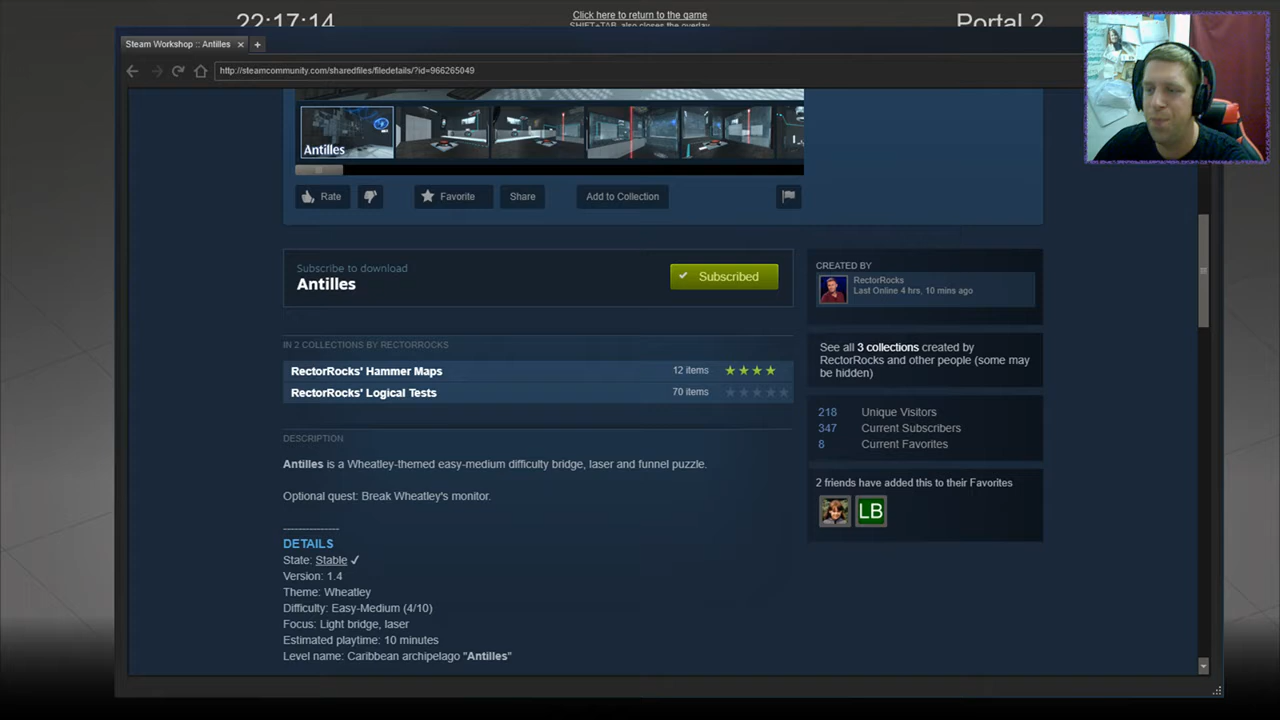 22:17:14
Click here to return to the game
SHIFT+TAB also closes the overlay
Portal 2
Steam Workshop :: Antilles
http://steamcommunity.com/sharedfiles/filedetails/?id=966265049
Antilles
Rate
Favorite
Share
Add to Collection
Subscribe to download
Antilles
Subscribed
CREATED BY
RectorRocks
Last Online 4 hrs, 10 mins ago
IN 2 COLLECTIONS BY RECTORROCKS
RectorRocks' Hammer Maps 12 items
RectorRocks' Logical Tests 70 items
See all 3 collections created by
RectorRocks and other people (some may
be hidden)
218 Unique Visitors
347 Current Subscribers
8 Current Favorites
2 friends have added this to their Favorites
LB
DESCRIPTION
Antilles is a Wheatley-themed easy-medium difficulty bridge, laser and funnel puzzle.
Optional quest: Break Wheatley's monitor.
---------------
DETAILS
State: Stable ✓
Version: 1.4
Theme: Wheatley
Difficulty: Easy-Medium (4/10)
Focus: Light bridge, laser
Estimated playtime: 10 minutes
Level name: Caribbean archipelago "Antilles"